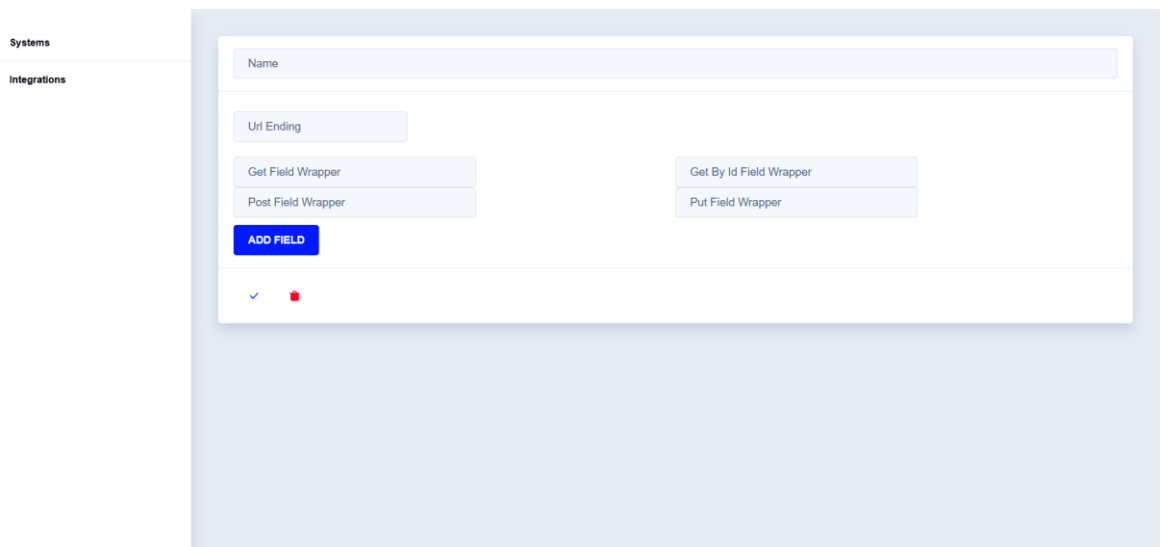 Systems
Integrations
Name
Url Ending
Get Field Wrapper
Get By Id Field Wrapper
Post Field Wrapper
Put Field Wrapper
ADD FIELD